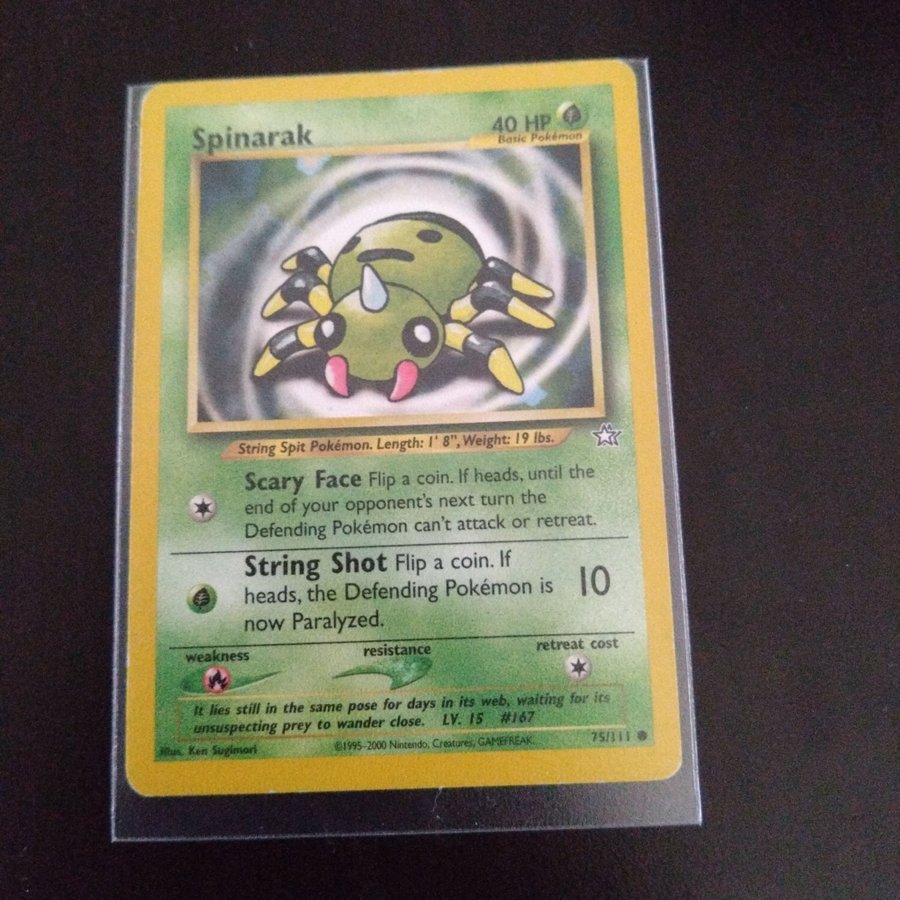 Spinarak
40 HP
Basic Pokémon
String Spit Pokémon. Length: 1' 8", Weight: 19 lbs.
Scary Face Flip a coin. If heads, until the
end of your opponent's next turn the
Defending Pokémon can't attack or retreat.
String Shot Flip a coin. If
heads, the Defending Pokémon is
now Paralyzed.
10
weakness
resistance
retreat cost
It lies still in the same pose for days in its web, waiting for its
unsuspecting prey to wander close. LV. 15 #167
Illus. Ken Sugimori
©1995-2000 Nintendo, Creatures, GAMEFREAK.
75/111